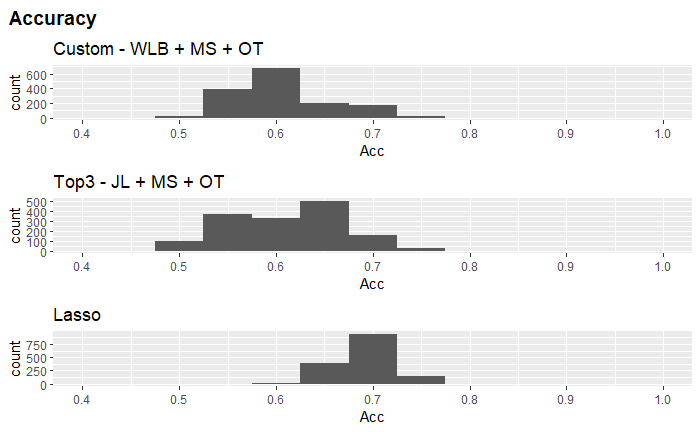 Accuracy
Custom - WLB + MS + OT
count
600
400
200
0
0.4 0.5 0.6 0.7 0.8 0.9 1.0
Acc
Top3 - JL + MS + OT
count
500
400
300
200
100
0
0.4 0.5 0.6 0.7 0.8 0.9 1.0
Acc
Lasso
count
750
500
250
0
0.4 0.5 0.6 0.7 0.8 0.9 1.0
Acc